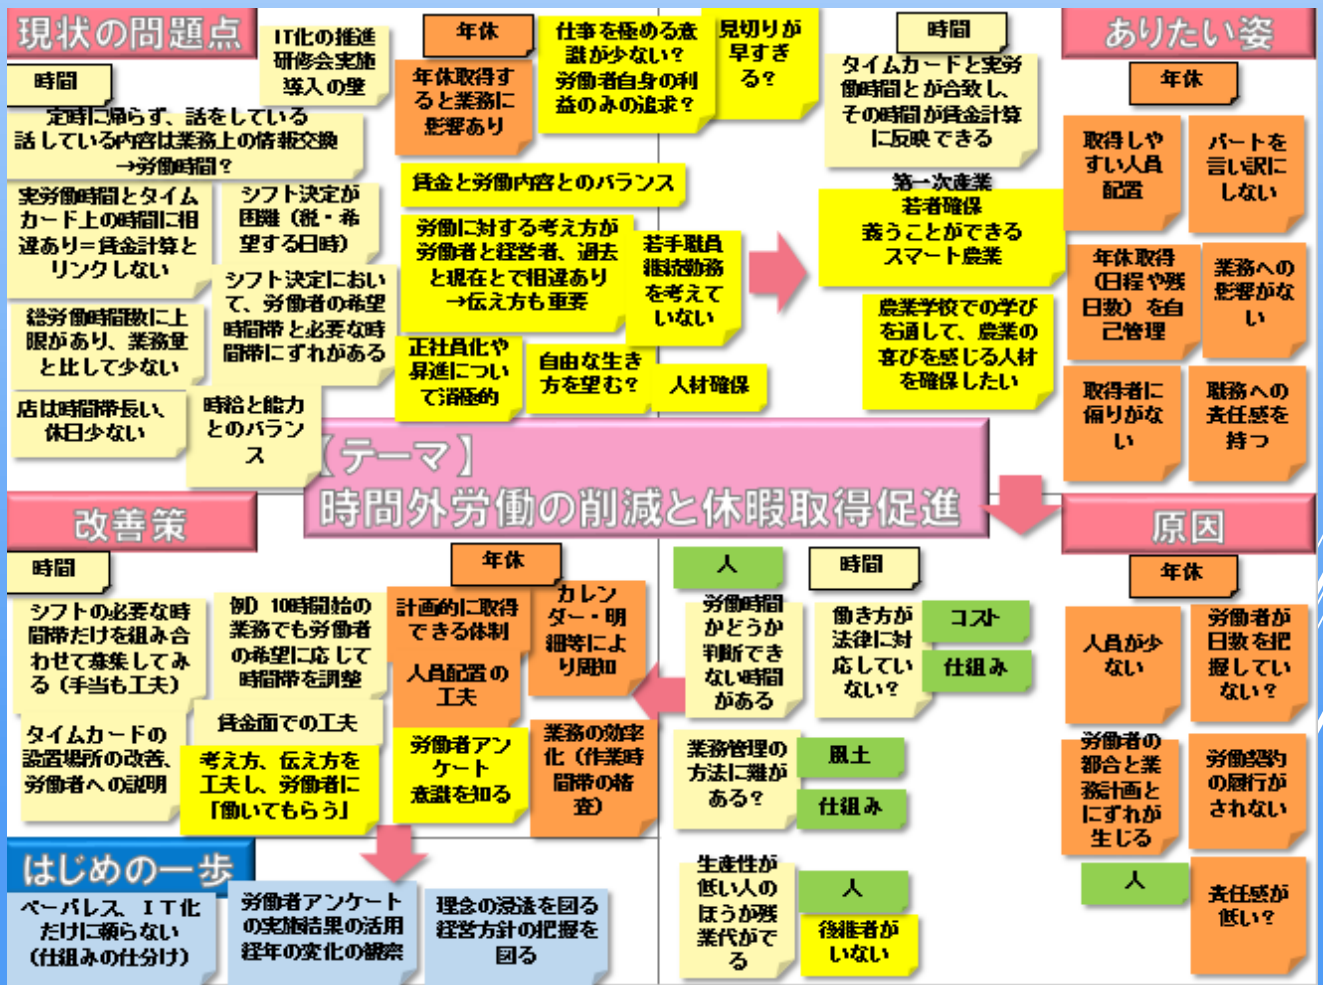 現状の問題点
時間
IT化の推進
研修会実施
導入の壁
定時に帰らず、話をしている
話している内容は業務上の情報交換
→労働時間？
実労働時間とタイム
カード上の時間に相
違あり＝賃金計算と
リンクしない
シフト決定が
困難（税・希
望する日時）
シフト決定におい
て、労働者の希望
時間帯と必要な時
間帯にずれがある
総労働時間数に上
限があり、業務量
と比して少ない
店は時間帯長い、
休日少ない
時給と能力
とのバラン
ス
年休
年休取得す
ると業務に
影響あり
仕事を極める意
識が少ない？
労働者自身の利
益のみの追求？
見切りが
早すぎ
る？
賃金と労働内容とのバランス
労働に対する考え方が
労働者と経営者、過去
と現在とで相違あり
→伝え方も重要
若手職員
継続勤務
を考えて
いない
正社員化や
昇進につい
て消極的
自由な生き
方を望む？
人材確保
ありたい姿
時間
タイムカードと実労
働時間とが合致し、
その時間が賃金計算
に反映できる
第一次産業
若者確保
養うことができる
スマート農業
農業学校での学び
を通して、農業の
喜びを感じる人材
を確保したい
年休
取得しや
すい人員
配置
パートを
言い訳に
しない
年休取得
（日程や残
日数）を自
己管理
業務への
影響がな
い
取得者に
偏りがな
い
職務への
責任感を
持つ
【テーマ】
時間外労働の削減と休暇取得促進
原因
人
時間
年休
労働時間
かどうか
判断でき
ない時間
がある
働き方が
法律に対
応してい
ない？
コスト
仕組み
業務管理の
方法に難が
ある？
風土
仕組み
生産性が
低い人の
ほうが残
業代がで
る
人
後継者が
いない
人員が少
ない
労働者が
日数を把
握してい
ない？
労働者の
都合と業
務計画と
にずれが
生じる
労働契約
の履行が
されない
人
責任感が
低い？
改善策
時間
シフトの必要な時
間帯だけを組み合
わせて募集してみ
る（手当も工夫）
例）10時開始の
業務でも労働者
の希望に応じて
時間帯を調整
タイムカードの
設置場所の改善、
労働者への説明
賃金面での工夫
考え方、伝え方を
工夫し、労働者に
「働いてもらう」
年休
計画的に取得
できる体制
人員配置の
工夫
カレン
ダー・明
細等によ
り周知
労働者アン
ケート
意識を知る
業務の効率
化（作業時
間帯の格
査）
はじめの一歩
ペーパレス、ＩＴ化
だけに頼らない
（仕組みの仕分け）
労働者アンケート
の実施結果の活用
経年の変化の観察
理念の浸透を図る
経営方針の把握を
図る